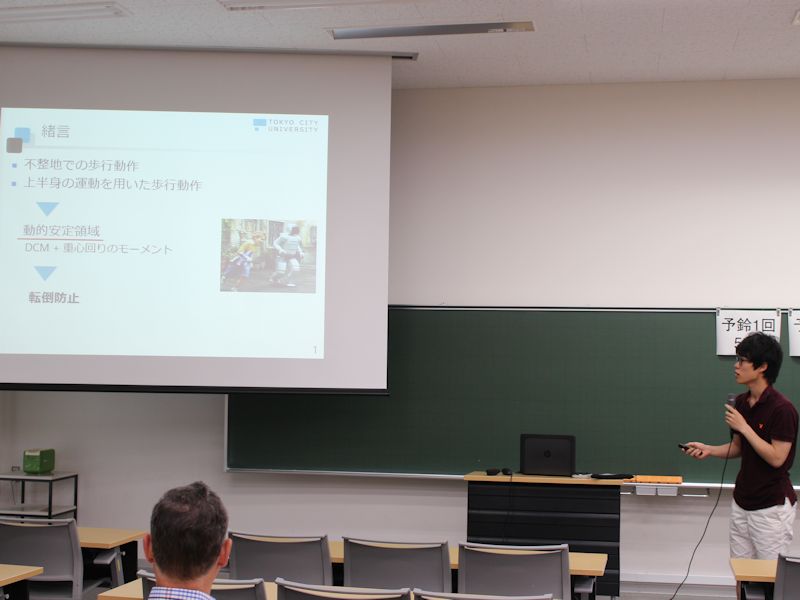 緒言
TOKYO CITY
UNIVERSITY
不整地での歩行動作
上半身の運動を用いた歩行動作
動的安定領域
DCM + 重心回りのモーメント
転倒防止
1
予鈴1回